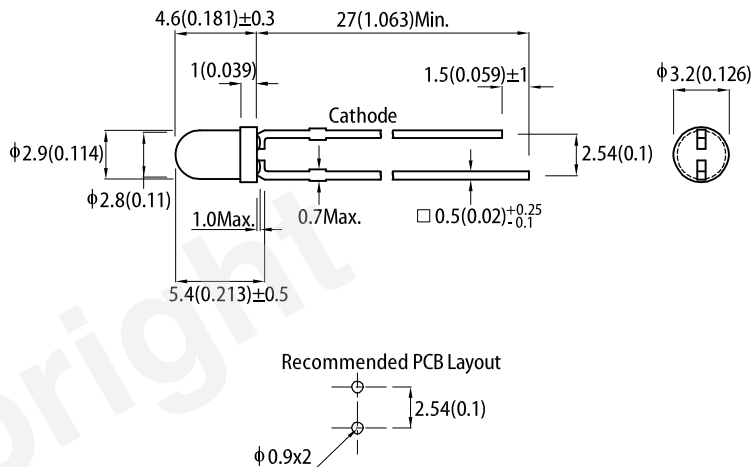 4.6(0.181)±0.3
27(1.063)Min.
1(0.039)
1.5(0.059)±1
ϕ3.2(0.126)
Cathode
ϕ2.9(0.114)
2.54(0.1)
ϕ2.8(0.11)
1.0Max.
0.7Max.
□ 0.5(0.02)+0.25 -0.1
5.4(0.213)±0.5
Recommended PCB Layout
2.54(0.1)
ϕ0.9x2
bright